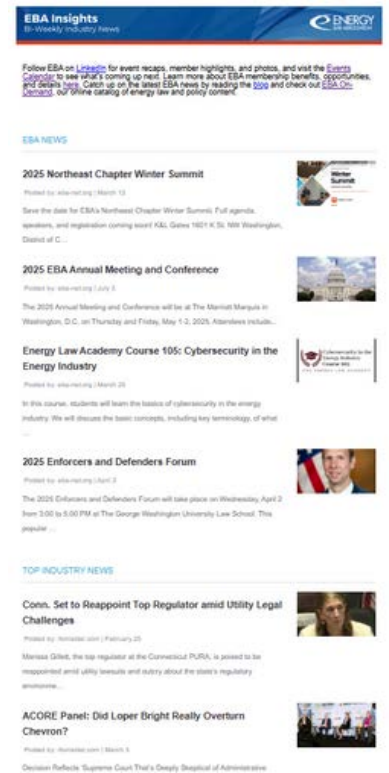 EBA Insights
Bi-Weekly Industry News
ENERGY
BAR ASSOCIATION
Follow EBA on LinkedIn for event recaps, member highlights, and photos, and visit the Events
Calendar to see what's coming up next. Learn more about EBA membership benefits, opportunities,
and details here. Catch up on the latest EBA news by reading the blog and check out EBA On-
Demand, our online catalog of energy law and policy content.
EBA NEWS
2025 Northeast Chapter Winter Summit
Posted by: eba-net.org | March 13
Save the date for EBA's Northeast Chapter Winter Summit. Full agenda,
speakers, and registration coming soon! K&L Gates 1601 K St. NW Washington,
District of C...
Winter
Summit
2025 EBA Annual Meeting and Conference
Posted by: eba-net.org | July 5
The 2025 Annual Meeting and Conference will be at The Marriott Marquis in
Washington, D.C. on Thursday and Friday, May 1-2, 2025. Attendees include...
Energy Law Academy Course 105: Cybersecurity in the
Energy Industry
Posted by: eba-net.org | March 25
In this course, students will learn the basics of cybersecurity in the energy
industry. We will discuss the basic concepts, including key terminology, of what
...
Cybersecurity in the
Energy Industry
Course 105
2025 Enforcers and Defenders Forum
Posted by: eba-net.org | April 2
The 2025 Enforcers and Defenders Forum will take place on Wednesday, April 2
from 3:00 to 5:00 PM at The George Washington University Law School. This
popular ...
TOP INDUSTRY NEWS
Conn. Set to Reappoint Top Regulator amid Utility Legal
Challenges
Posted by: rtoinsider.com | February 25
Marissa Gillett, the top regulator at the Connecticut PURA, is poised to be
reappointed amid utility lawsuits and outcry about the state's regulatory
environme...
ACORE Panel: Did Loper Bright Really Overturn
Chevron?
Posted by: rtoinsider.com | March 5
Decision Reflects 'Supreme Court That's Deeply Skeptical of Administrative